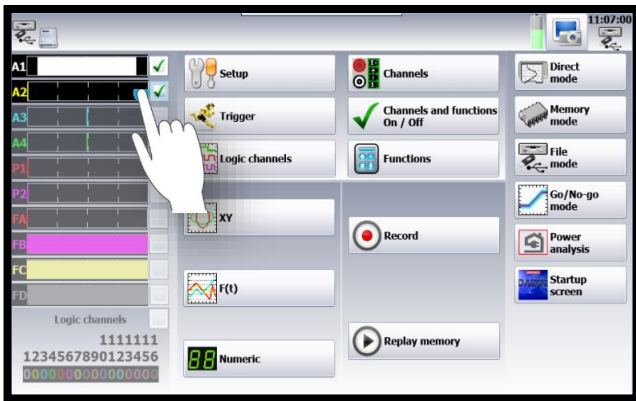 11:07:00
A1
A2
A3
A4
P1
P2
FA
FB
FC
FD
Logic channels
1111111
1234567890123456
0000000000000000
Setup
Trigger
Logic channels
XY
F(t)
Numeric
Channels
Channels and functions
On / Off
Functions
Record
Replay memory
Direct
mode
Memory
mode
File
mode
Go/No-go
mode
Power
analysis
Startup
screen